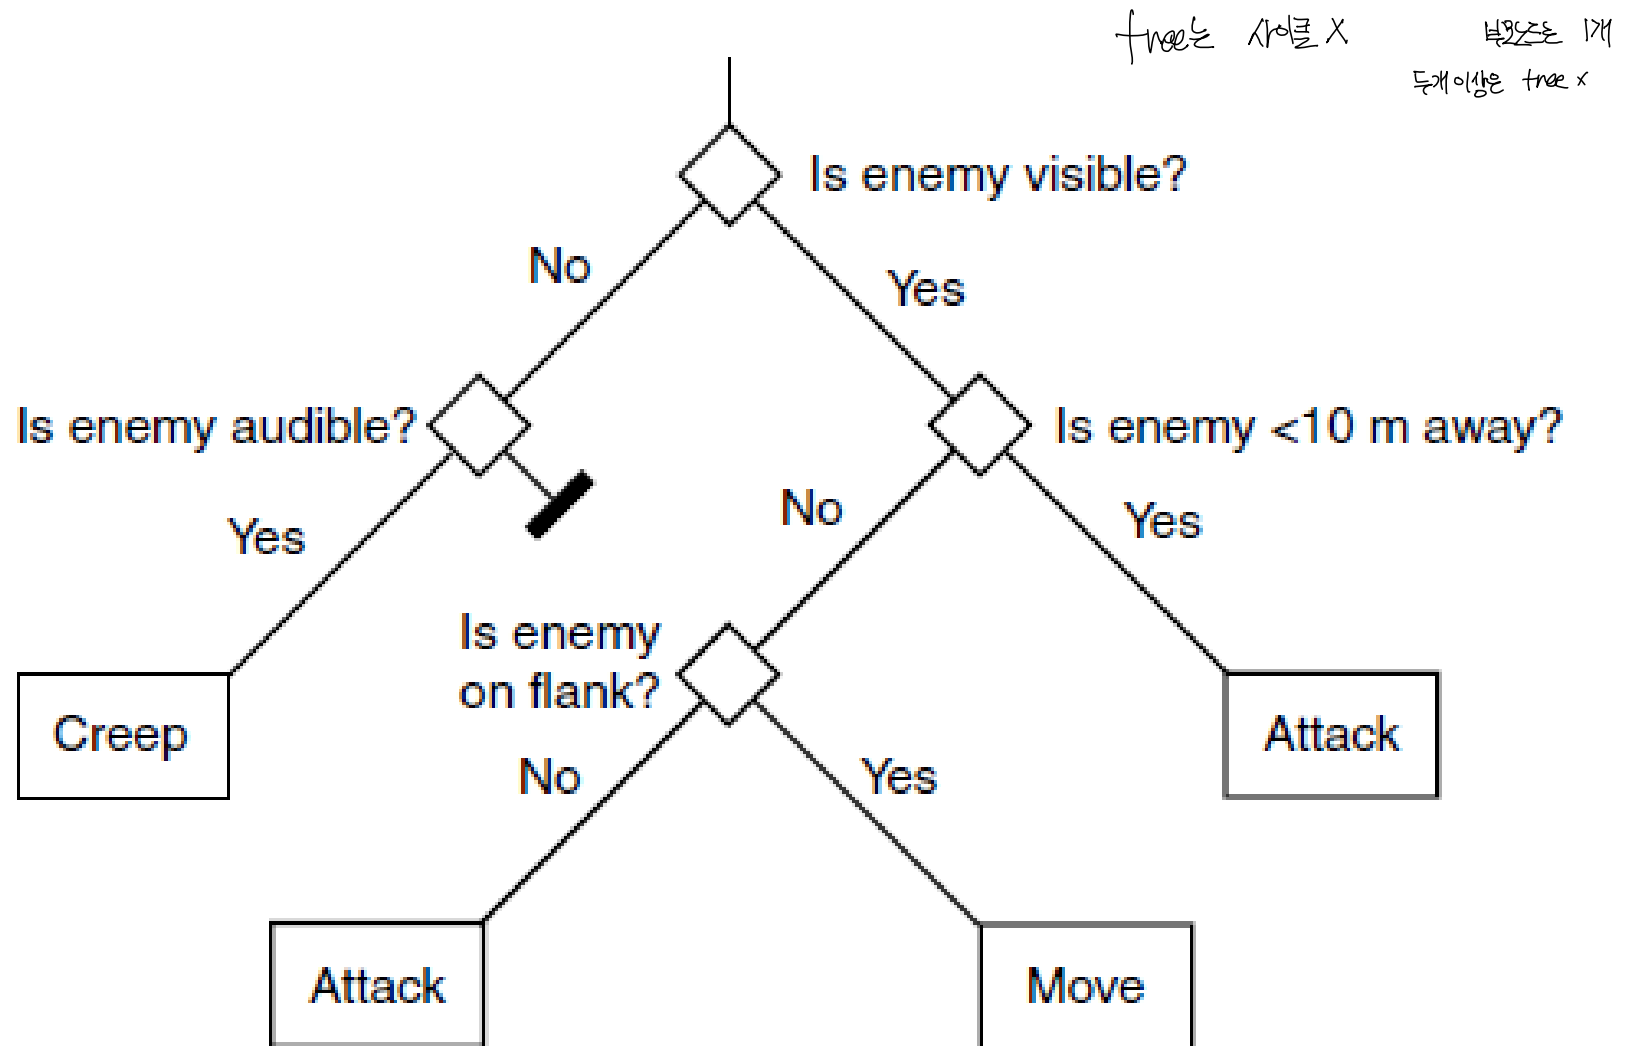 tree는 사이클 X
부모노드는 1개
두개 이상은 tree x
Is enemy visible?
No
Yes
Is enemy audible?
Is enemy <10 m away?
No
Yes
Yes
Is enemy
on flank?
Creep
Attack
No
Yes
Attack
Move